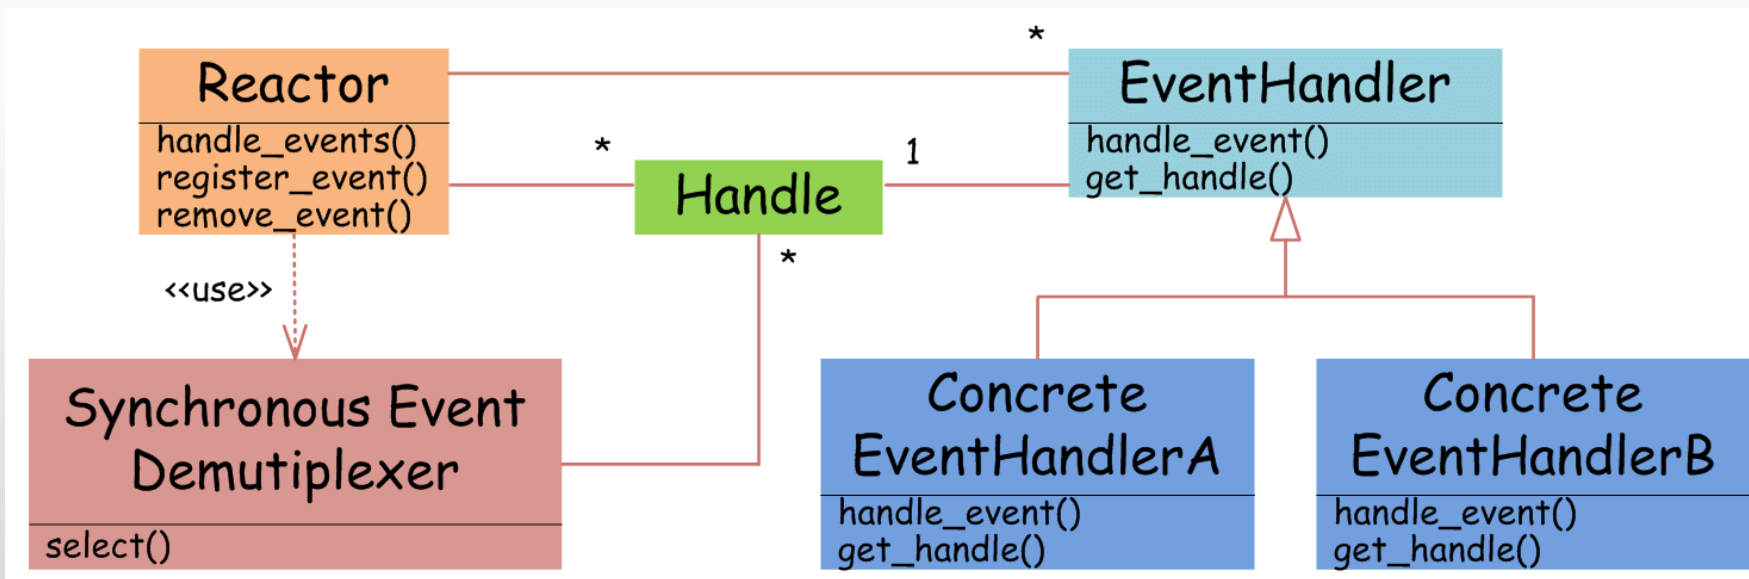 *
Reactor
handle_events()
register_event()
remove_event()
EventHandler
handle_event()
get_handle()
*
Handle
1
*
<<use>>
Synchronous Event
Demutiplexer
select()
Concrete
EventHandlerA
handle_event()
get_handle()
Concrete
EventHandlerB
handle_event()
get_handle()